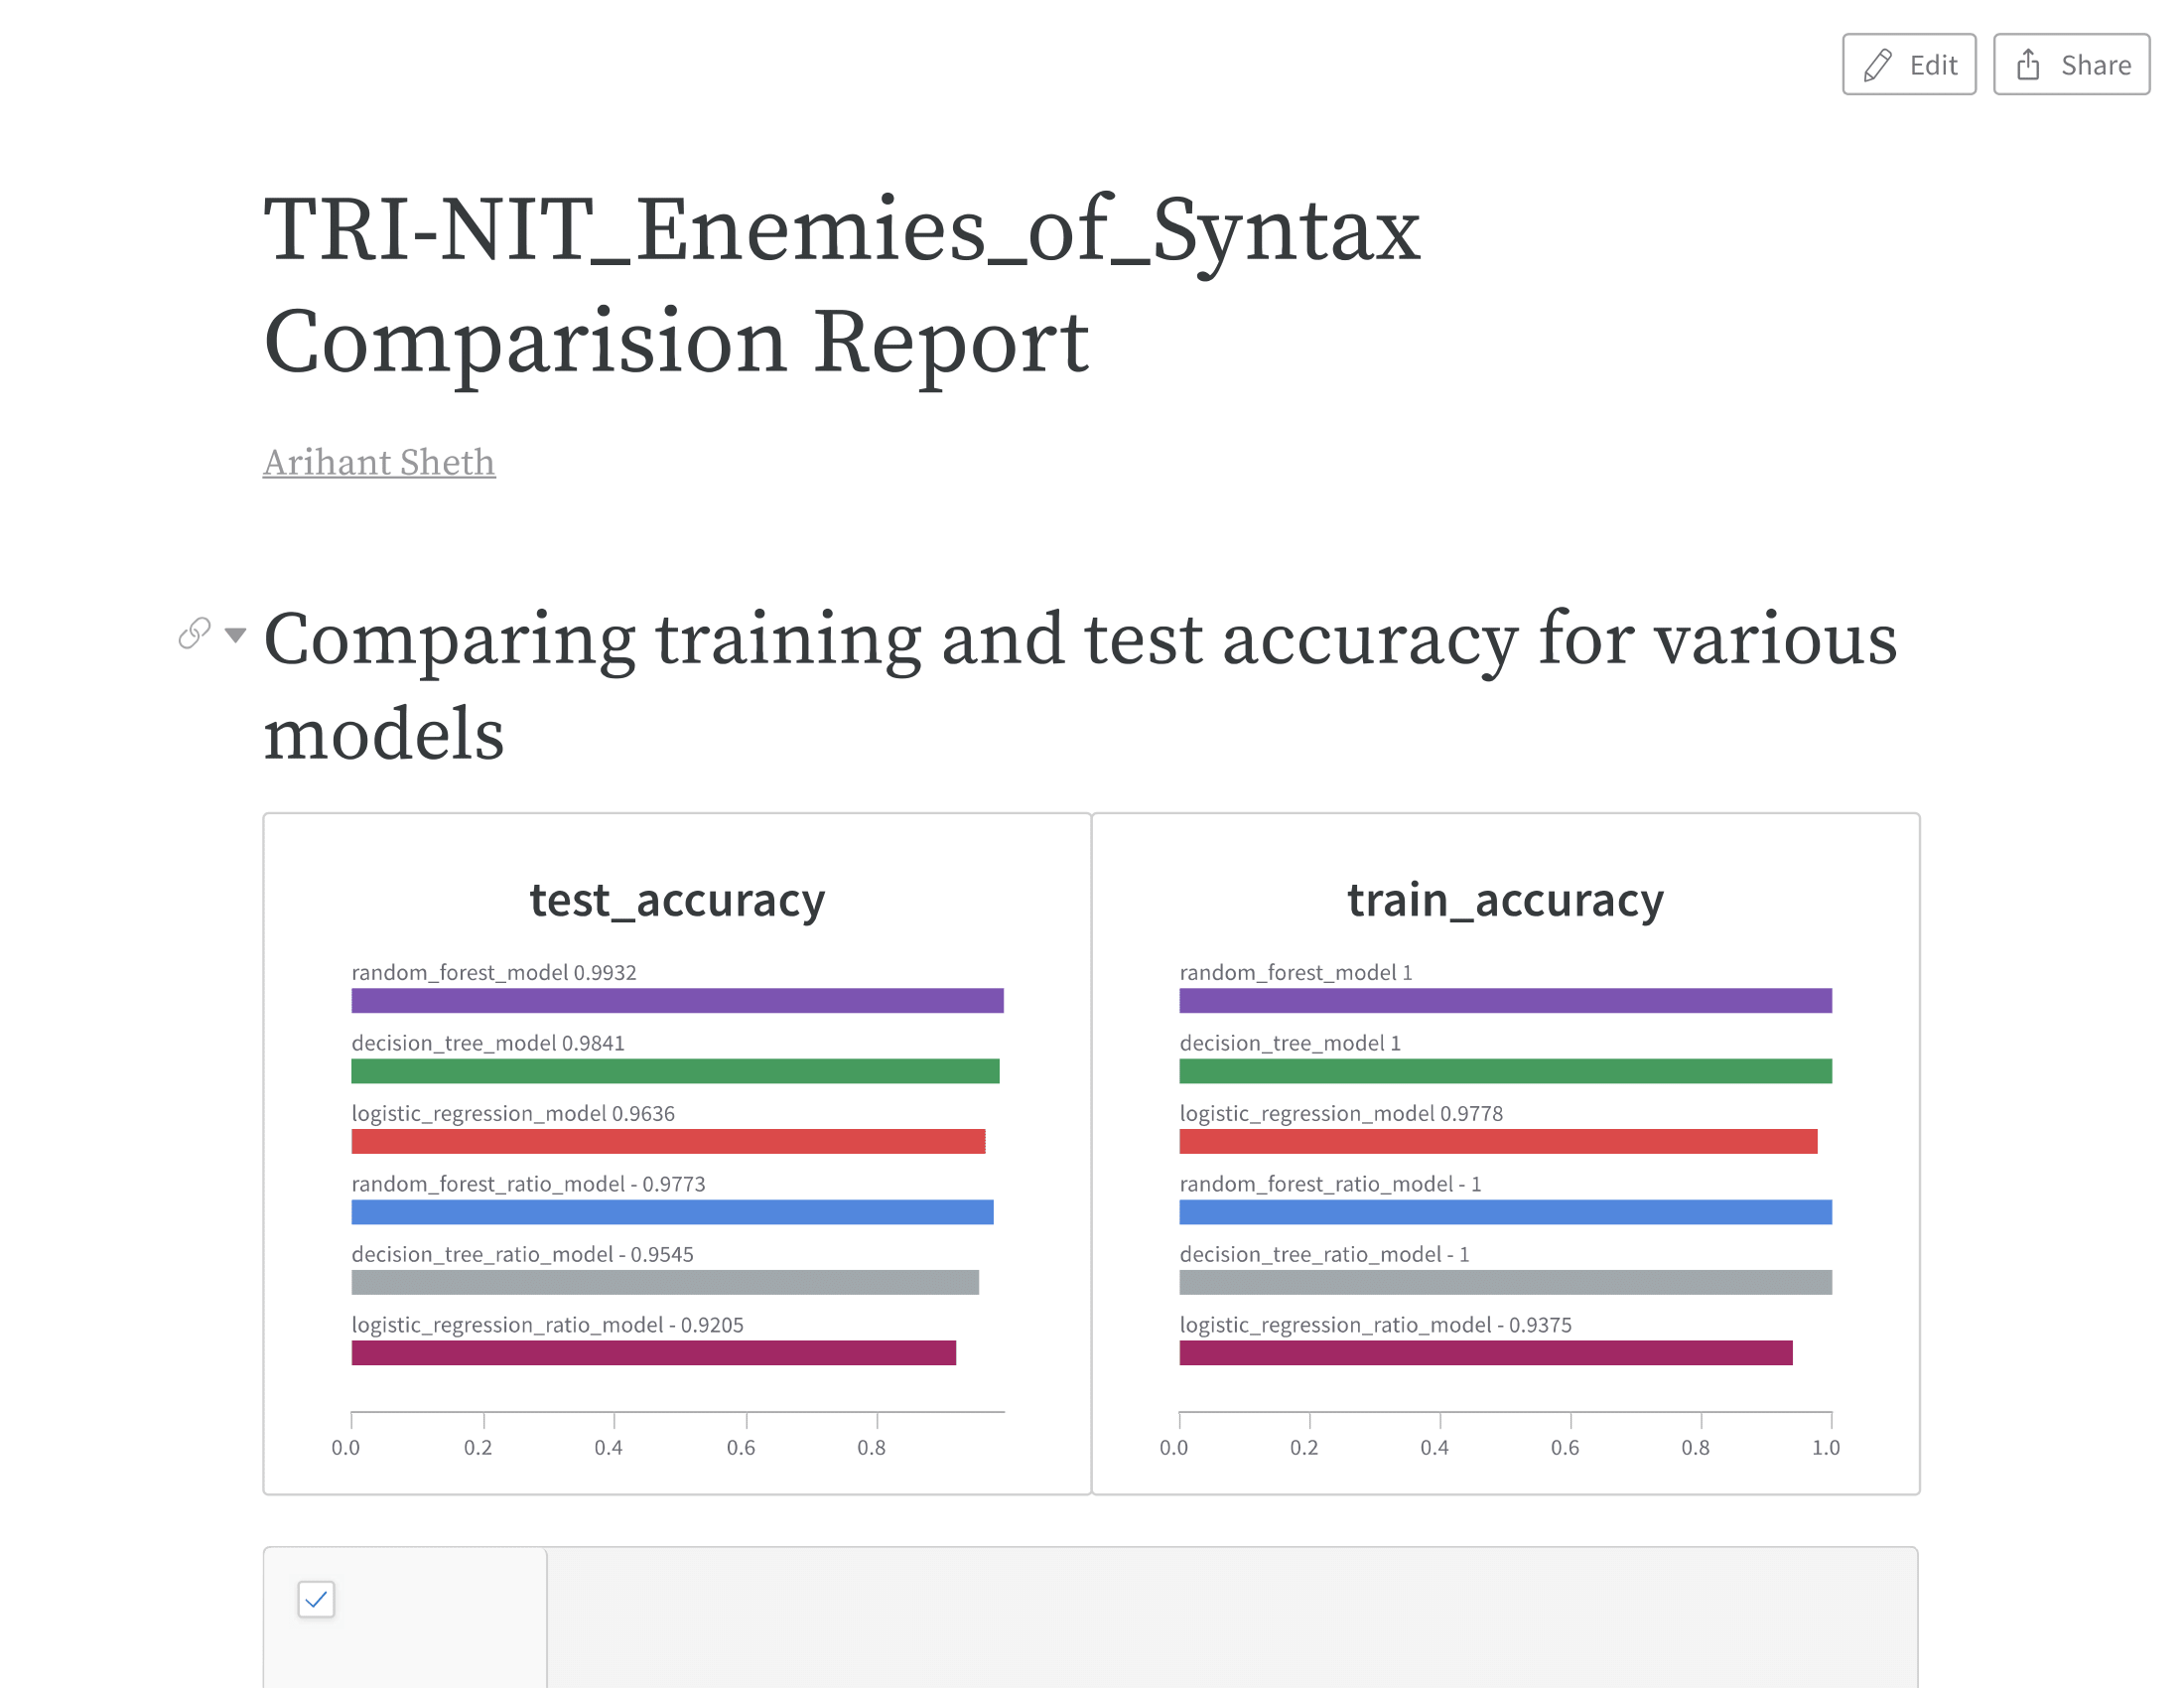 Edit
Share
TRI-NIT_Enemies_of_Syntax
Comparision Report
Arihant Sheth
Comparing training and test accuracy for various
models
test_accuracy
random_forest_model 0.9932
decision_tree_model 0.9841
logistic_regression_model 0.9636
random_forest_ratio_model - 0.9773
decision_tree_ratio_model - 0.9545
logistic_regression_ratio_model - 0.9205
0.0 0.2 0.4 0.6 0.8
train_accuracy
random_forest_model 1
decision_tree_model 1
logistic_regression_model 0.9778
random_forest_ratio_model - 1
decision_tree_ratio_model - 1
logistic_regression_ratio_model - 0.9375
0.0 0.2 0.4 0.6 0.8 1.0